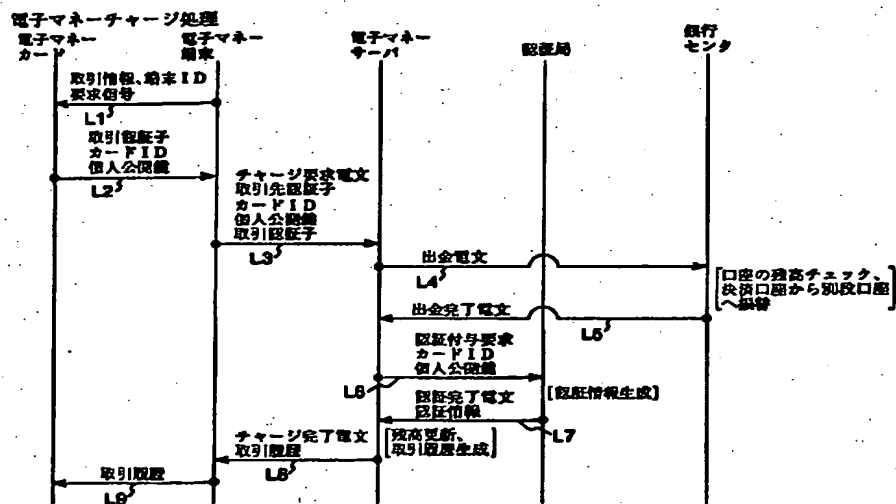 電子マネーチャージ処理
電子マネー
カード
電子マネー
端末
電子マネー
サーバ
認証局
銀行
センタ
取引情報、端末ID
要求信号
L1
取引認証子
カードID
個人公開鍵
L2
チャージ要求電文
取引先認証子
カードID
個人公開鍵
取引認証子
L3
出金電文
L4
[口座の残高チェック、
決済口座から別段口座
へ振替]
出金完了電文
L5
認証付与要求
カードID
個人公開鍵
L6
[認証情報生成]
認証完了電文
認証情報
L7
チャージ完了電文
取引履歴
L8
[残高更新、
取引履歴生成]
取引履歴
L9